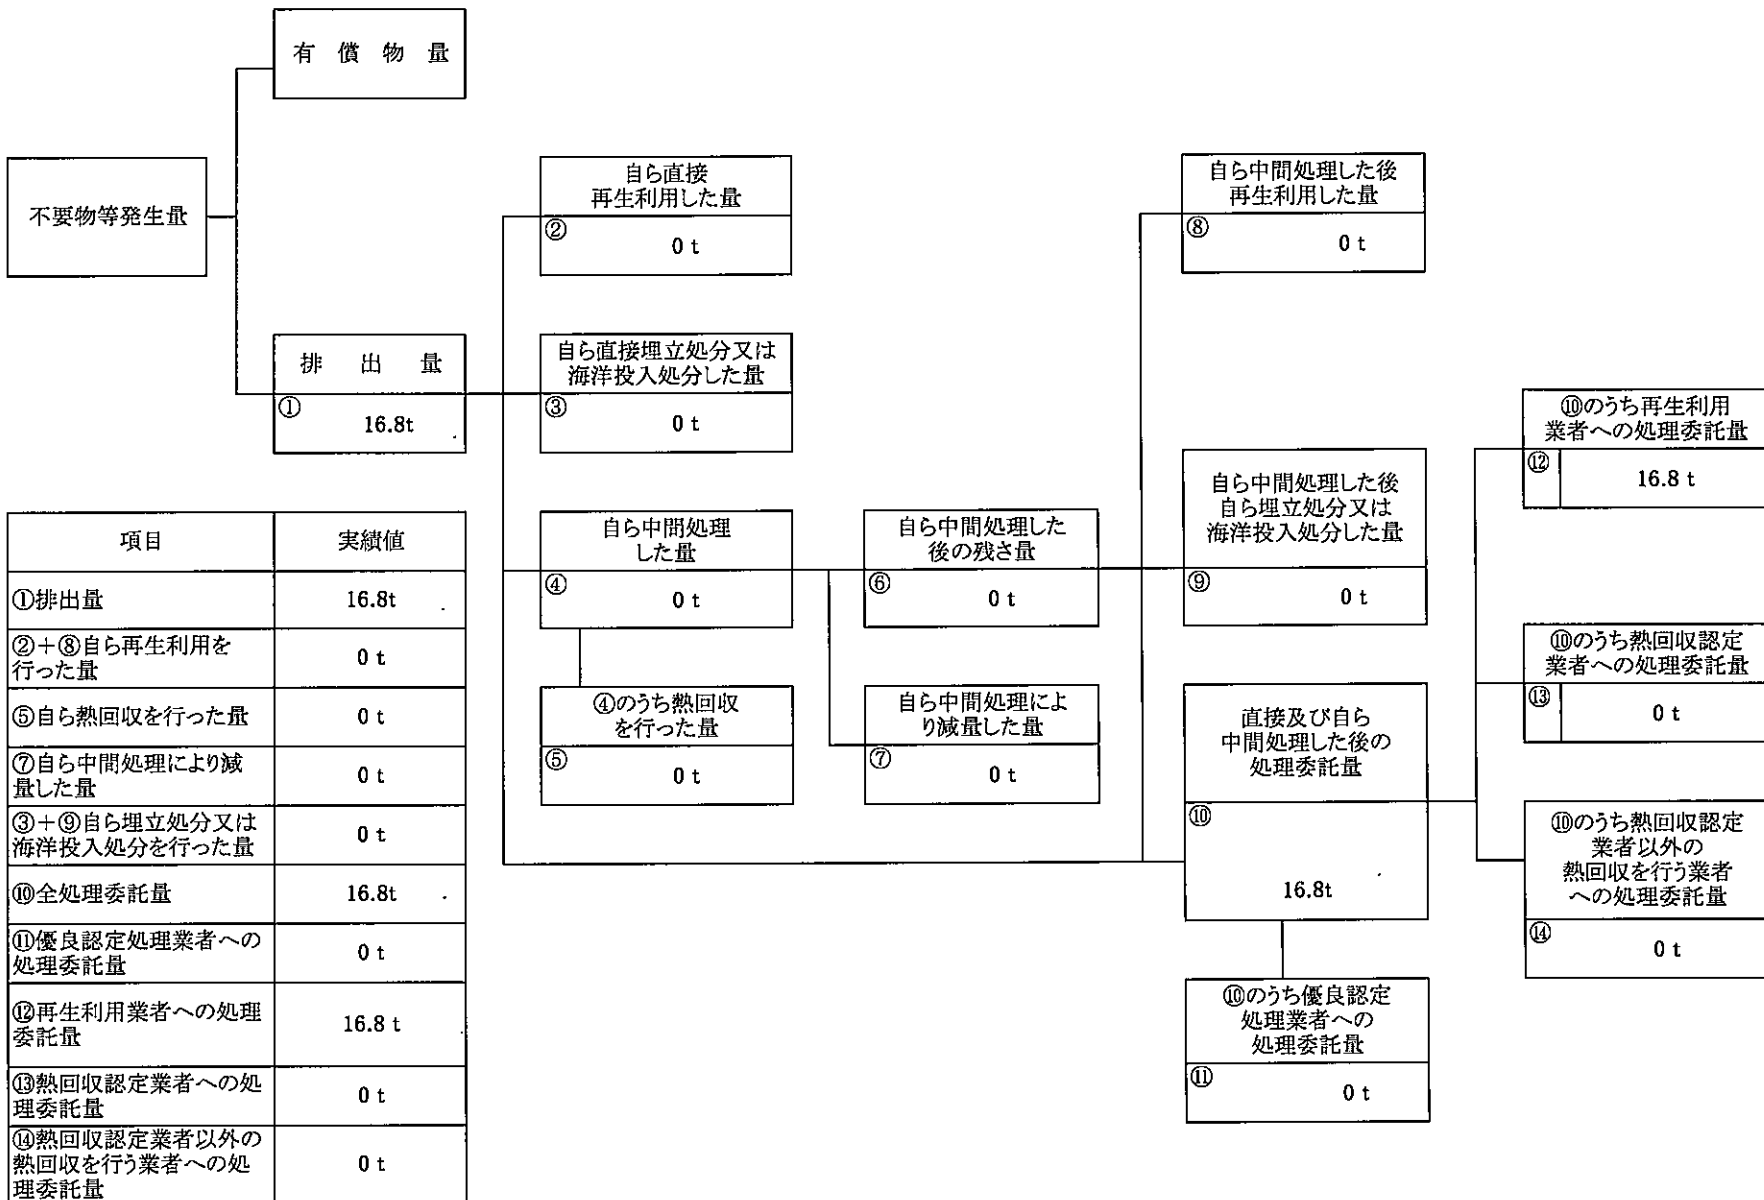 有 償 物 量
不要物等発生量
排 出 量
①
16.8t
自ら直接
再生利用した量
②
0 t
自ら直接埋立処分又は
海洋投入処分した量
③
0 t
自ら中間処理
した量
④
0 t
④のうち熱回収
を行った量
⑤
0 t
自ら中間処理した
後の残さ量
⑥
0 t
自ら中間処理によ
り減量した量
⑦
0 t
自ら中間処理した後
再生利用した量
⑧
0 t
自ら中間処理した後
自ら埋立処分又は
海洋投入処分した量
⑨
0 t
直接及び自ら
中間処理した後の
処理委託量
⑩
16.8t
⑩のうち優良認定
処理業者への
処理委託量
⑪
0 t
⑩のうち再生利用
業者への処理委託量
⑫
16.8 t
⑩のうち熱回収認定
業者への処理委託量
⑬
0 t
⑩のうち熱回収認定
業者以外の
熱回収を行う業者
への処理委託量
⑭
0 t
項目 実績値
①排出量 16.8t
②+⑧自ら再生利用を
行った量
0 t
⑤自ら熱回収を行った量 0 t
⑦自ら中間処理により減
量した量
0 t
③+⑨自ら埋立処分又は
海洋投入処分を行った量
0 t
⑩全処理委託量 16.8t
⑪優良認定処理業者への
処理委託量
0 t
⑫再生利用業者への処理
委託量
16.8 t
⑬熱回収認定業者への処
理委託量
0 t
⑭熱回収認定業者以外の
熱回収を行う業者への処
理委託量
0 t